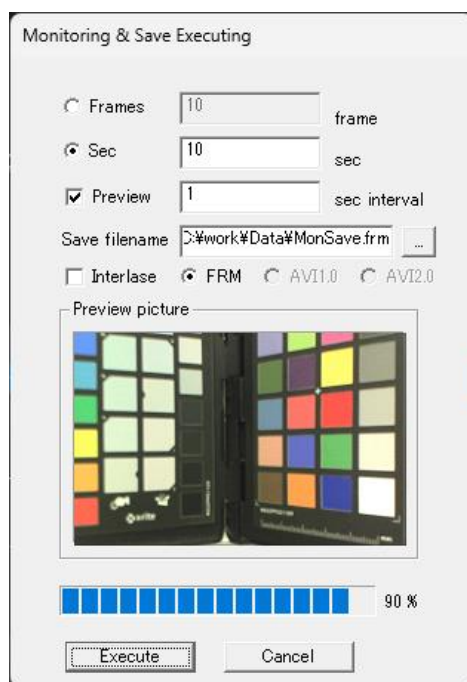 Monitoring & Save Executing
Frames 10 frame
Sec 10 sec
Preview 1 sec interval
Save filename C:¥work¥Data¥MonSave.frm ...
Interlase FRM AVI1.0 AVI2.0
Preview picture
90 %
Execute Cancel